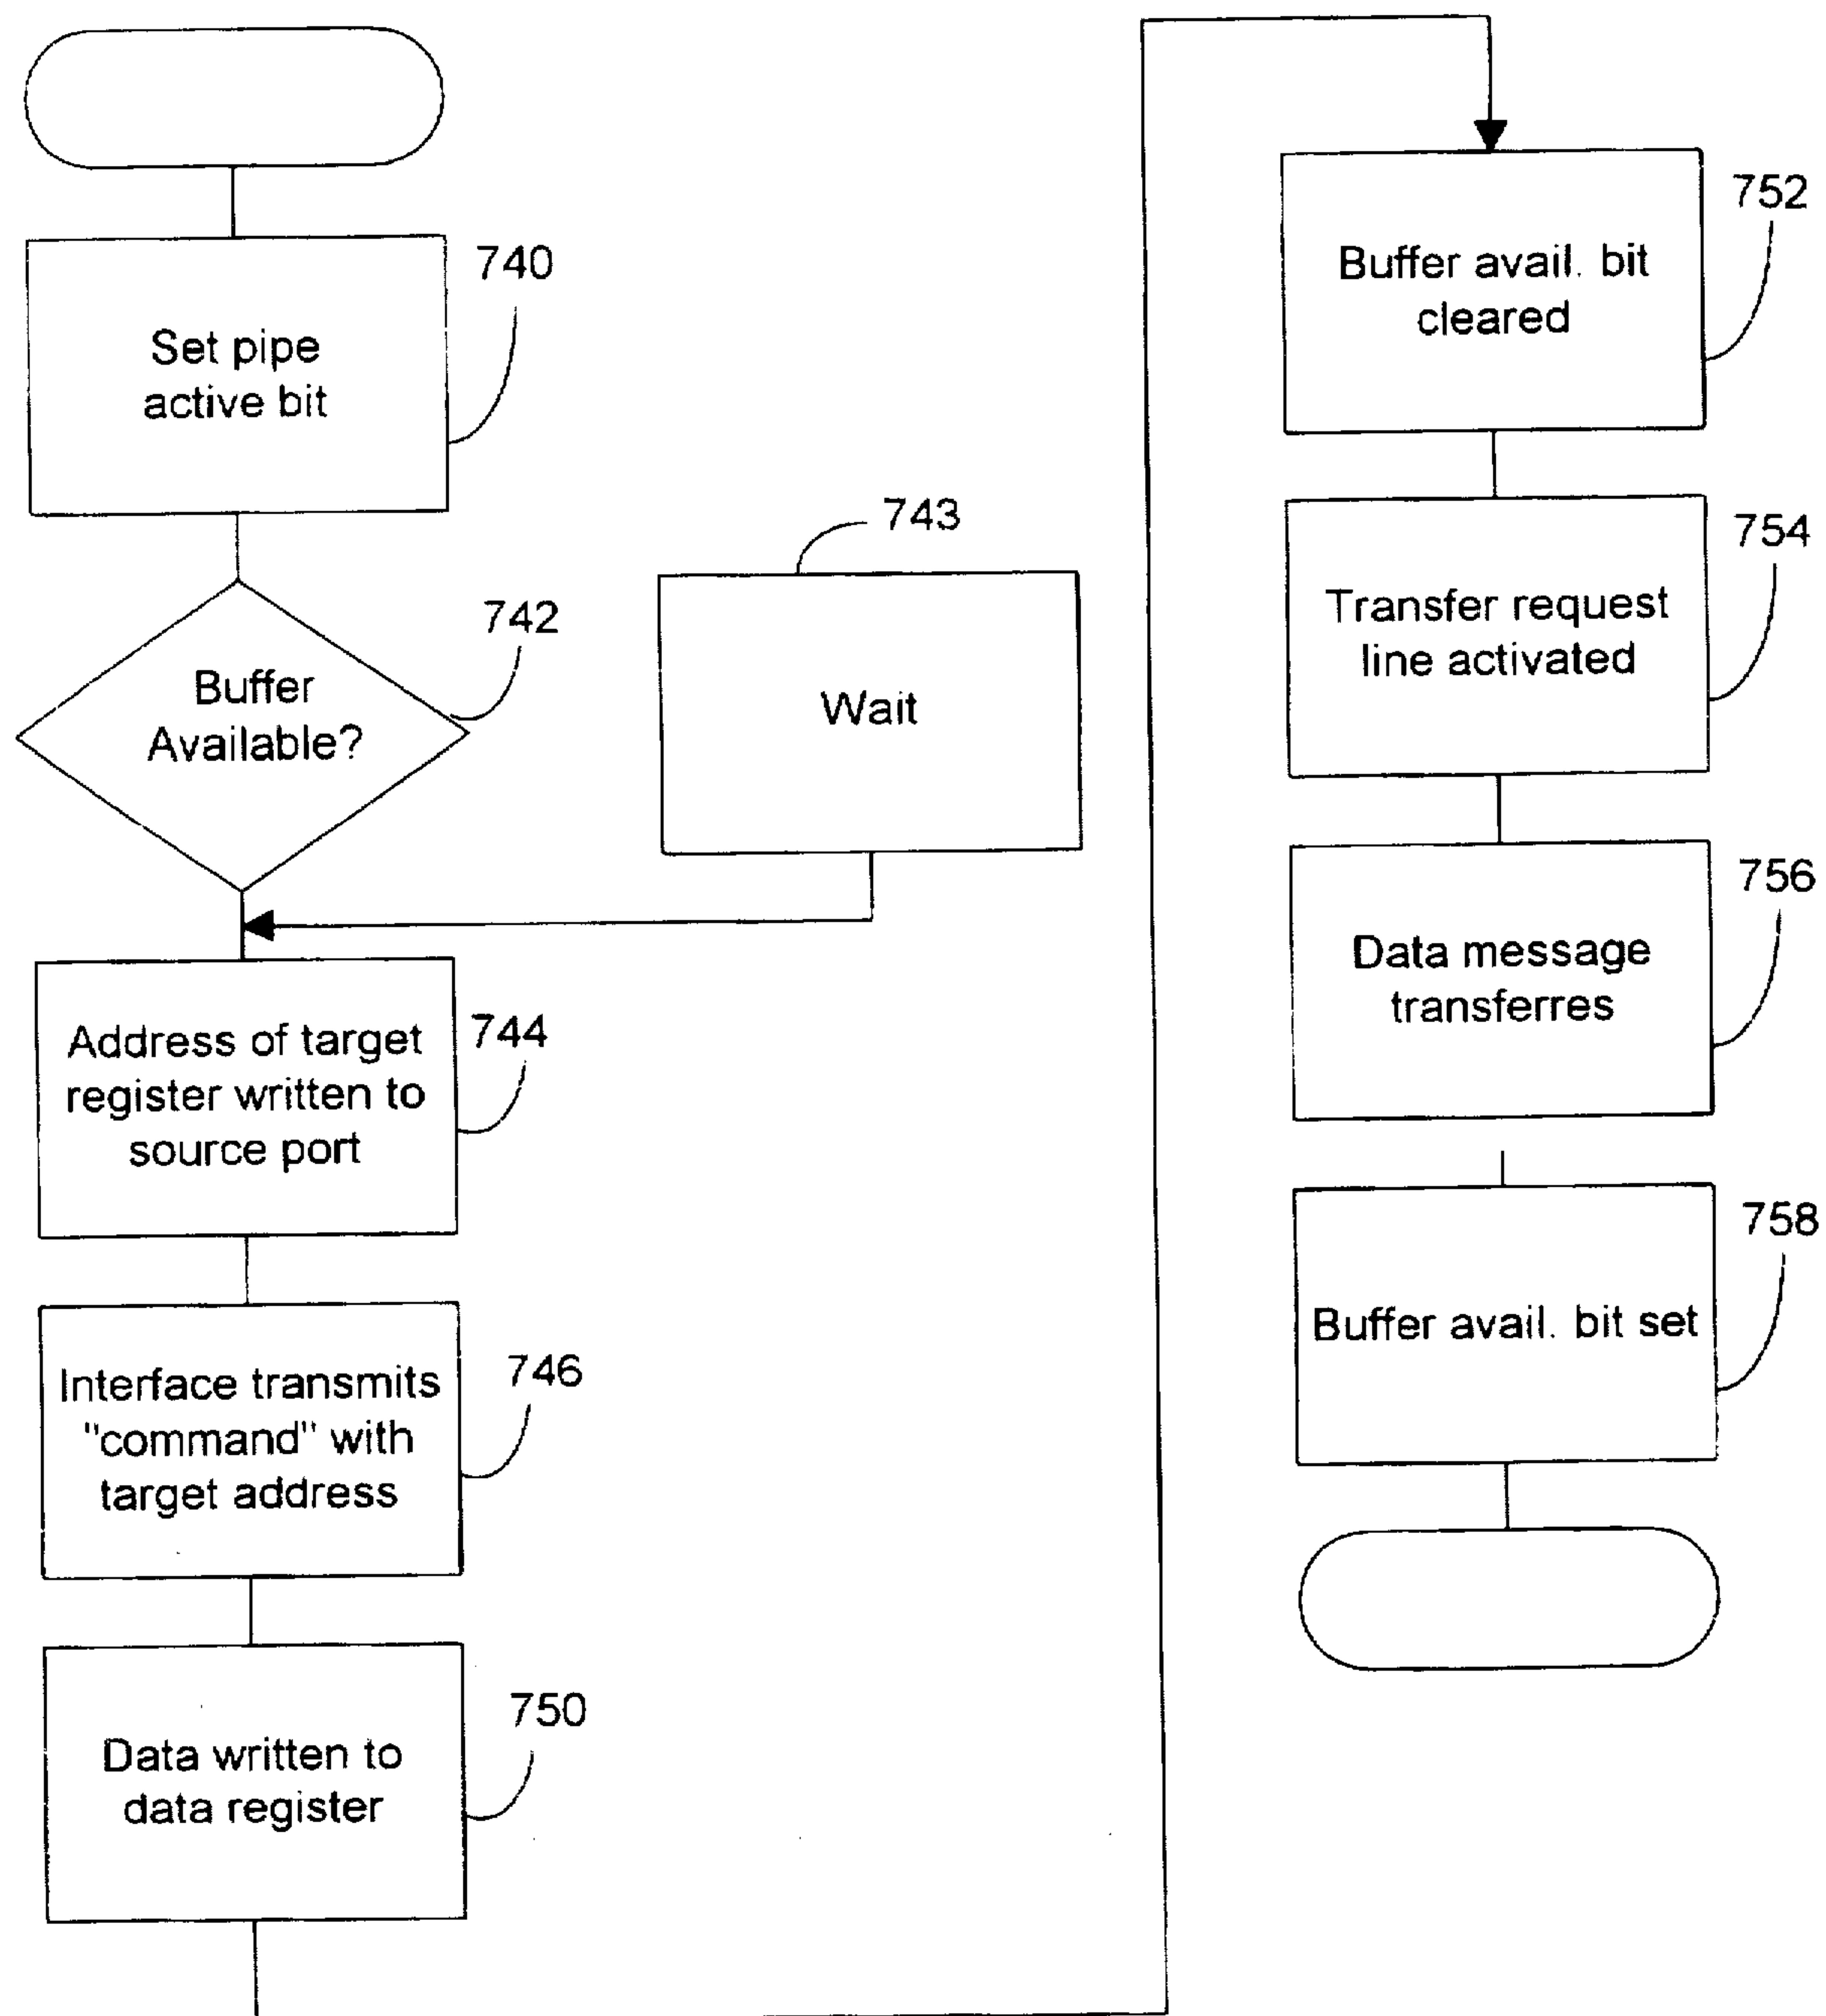 740
Set pipe
active bit
742
Buffer
Available?
743
Wait
744
Address of target
register written to
source port
746
Interface transmits
"command" with
target address
750
Data written to
data register
752
Buffer avail. bit
cleared
754
Transfer request
line activated
756
Data message
transferres
758
Buffer avail. bit set